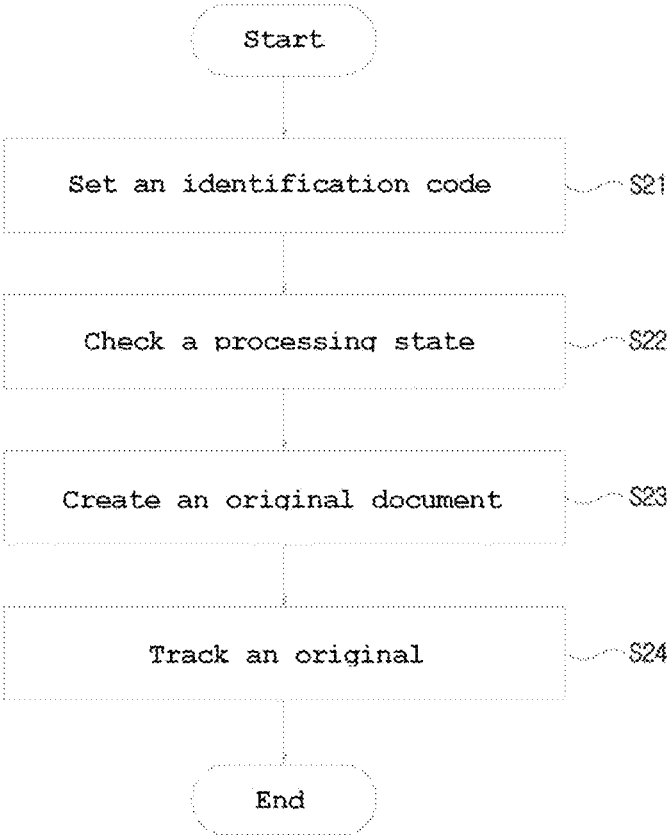 Start
Set an identification code
S21
Check a processing state
S22
Create an original document
S23
Track an original
S24
End